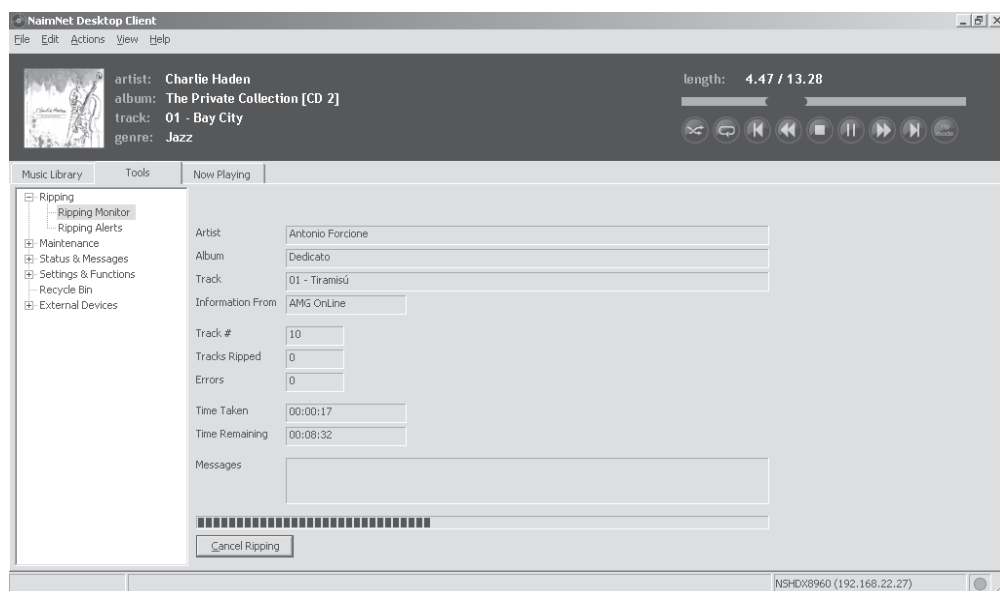 NaimNet Desktop Client
File Edit Actions View Help
artist: Charlie Haden
album: The Private Collection [CD 2]
track: 01 - Bay City
genre: Jazz
length: 4.47 / 13.28
Music Library Tools Now Playing
Ripping
Ripping Monitor
Ripping Alerts
Maintenance
Status & Messages
Settings & Functions
Recycle Bin
External Devices
Artist Antonio Forcione
Album Dedicato
Track 01 - Tiramisú
Information From AMG OnLine
Track # 10
Tracks Ripped 0
Errors 0
Time Taken 00:00:17
Time Remaining 00:08:32
Messages
Cancel Ripping
NSHDX8960 (192.168.22.27)